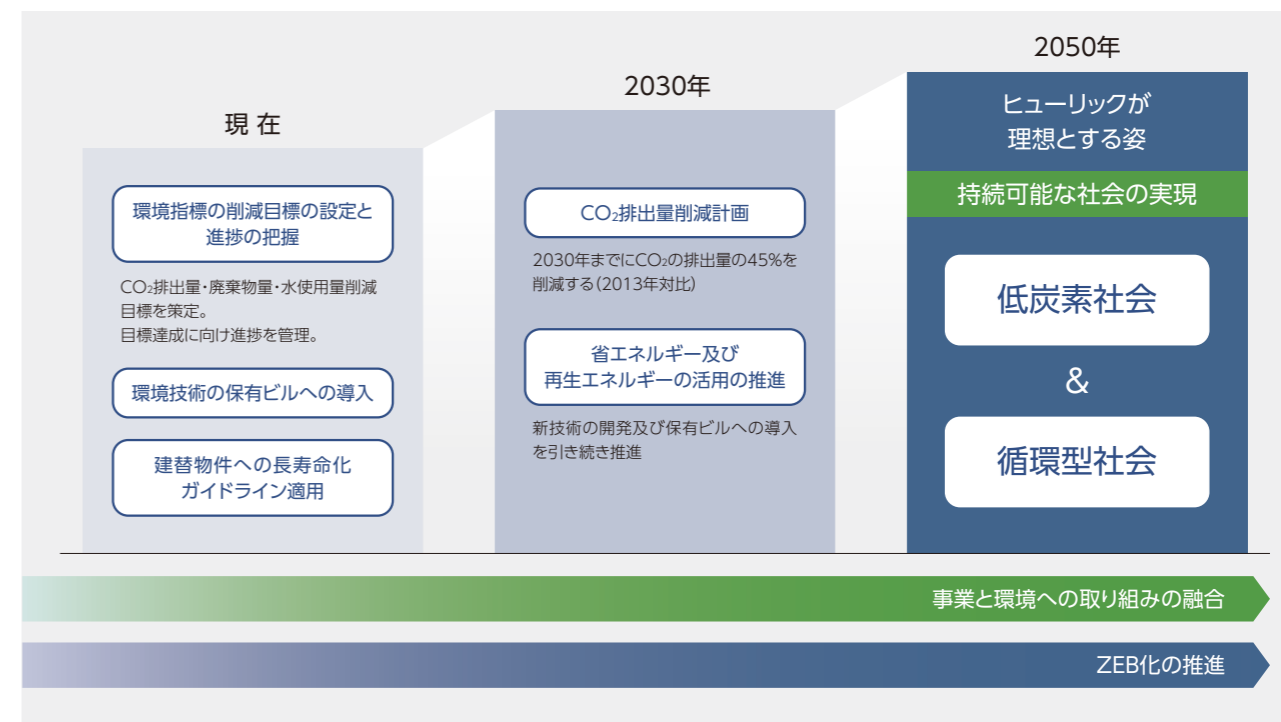 現在
環境指標の削減目標の設定と
進捗の把握
CO₂排出量・廃棄物量・水使用量削減
目標を策定。
目標達成に向け進捗を管理。
環境技術の保有ビルへの導入
建替物件への長寿命化
ガイドライン適用
2030年
CO₂排出量削減計画
2030年までにCO₂の排出量の45%を
削減する(2013年対比)
省エネルギー及び
再生エネルギーの活用の推進
新技術の開発及び保有ビルへの導入
を引き続き推進
2050年
ヒューリックが
理想とする姿
持続可能な社会の実現
低炭素社会
&
循環型社会
事業と環境への取り組みの融合
ZEB化の推進